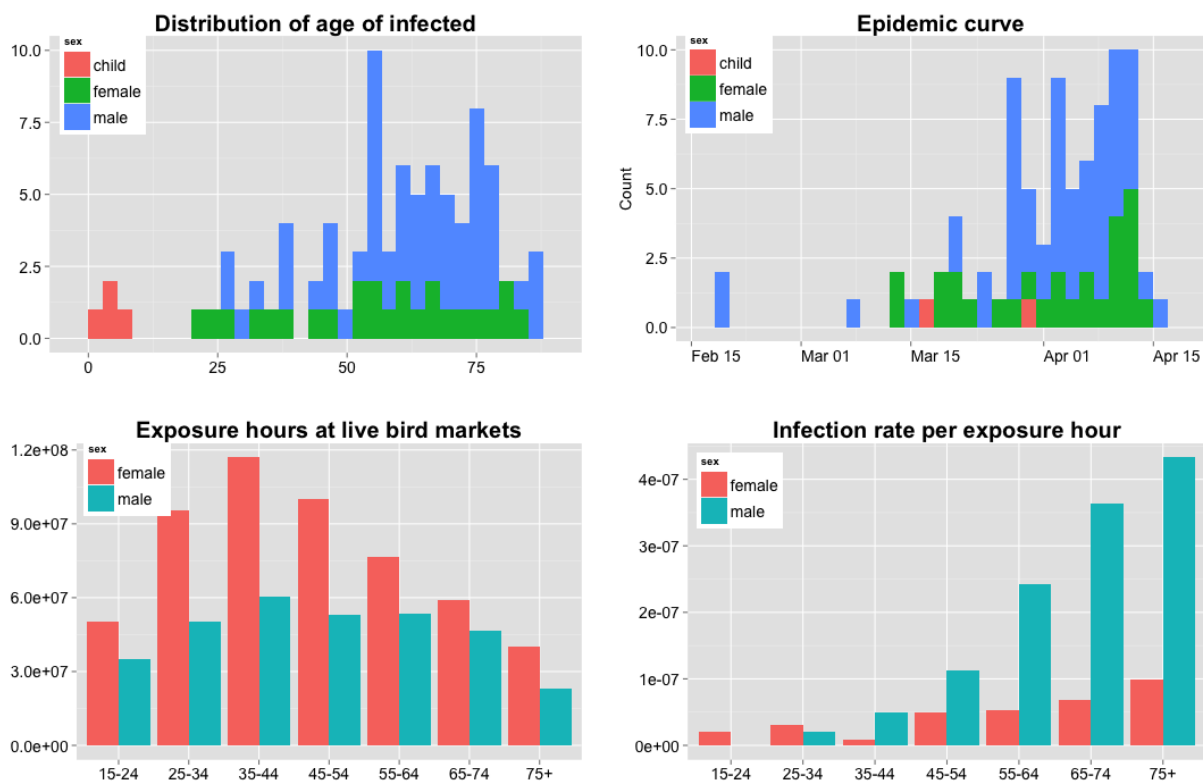 Distribution of age of infected
sex
child
female
male
10.0
7.5
5.0
2.5
0.0
0 25 50 75
Epidemic curve
sex
child
female
male
Count
10.0
7.5
5.0
2.5
0.0
Feb 15 Mar 01 Mar 15 Apr 01 Apr 15
Exposure hours at live bird markets
sex
female
male
1.2e+08
9.0e+07
6.0e+07
3.0e+07
0.0e+00
15-24 25-34 35-44 45-54 55-64 65-74 75+
Infection rate per exposure hour
sex
female
male
4e-07
3e-07
2e-07
1e-07
0e+00
15-24 25-34 35-44 45-54 55-64 65-74 75+